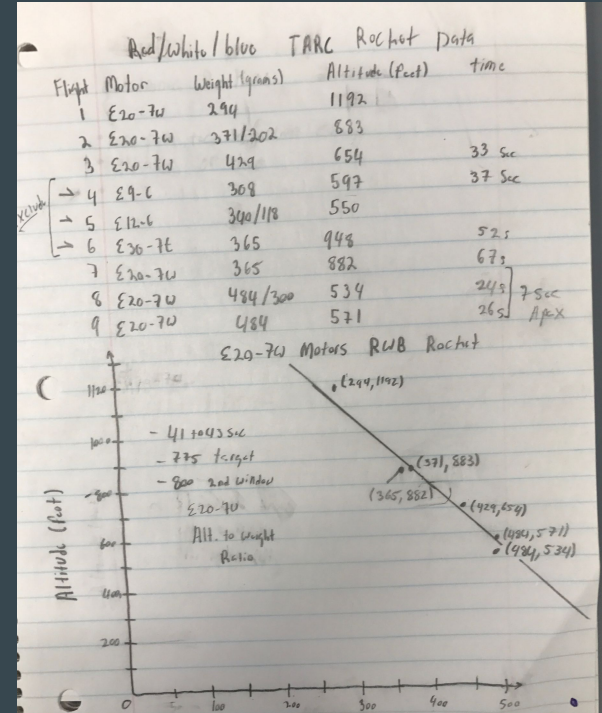 Red/white/blue TARC Rocket Data
Flight Motor Weight (grams) Altitude (feet) time
1 E20-7W 294 1192
2 E20-7W 371/202 883
3 E20-7W 429 654 33 Sec
4 E9-6 308 597 37 Sec
5 E12-6 340/118 550
6 E30-7t 365 948 52s
7 E20-7W 365 882 67s
8 E20-7W 484/300 534 24s
9 E20-7W 484 571 26s
7 Sec
Apex
E20-7W Motors RWB Rocket
1120
(294,1192)
1000
- 41 to 43 sec
- 775 target
- 800 2nd window
E20-7W
Alt. to Weight
Ratio
(371,883)
(365,882)
800
(429,654)
Altitude (feet)
600
(484,571)
(484,534)
400
200
0 100 200 300 400 500